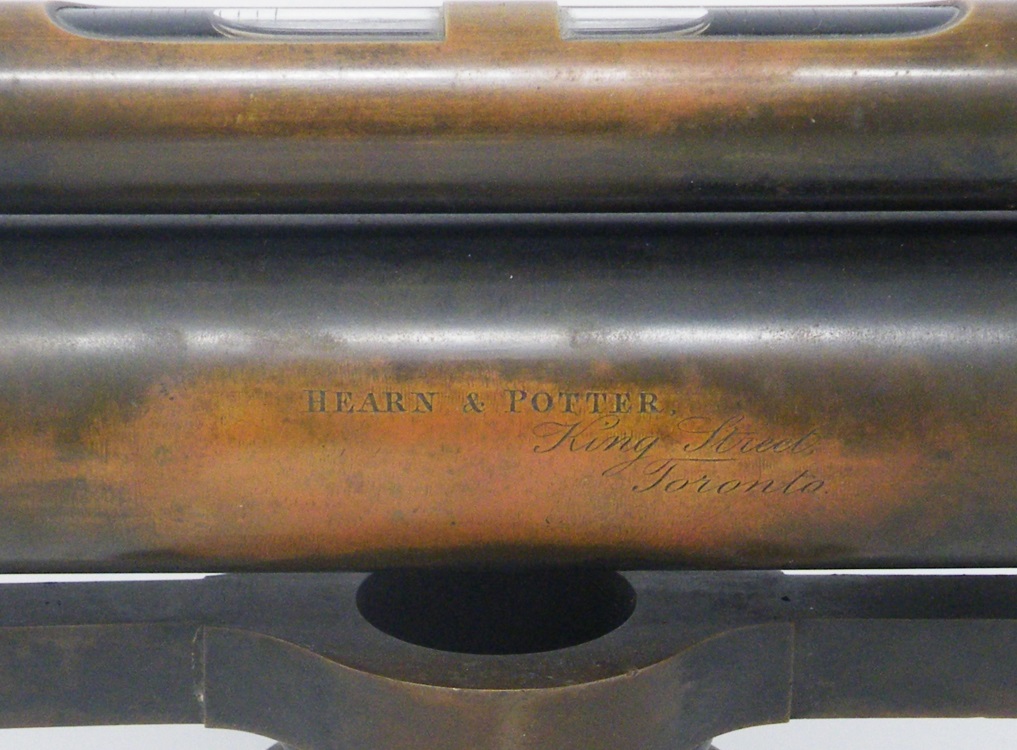 HEARN & POTTER,
King Street,
Toronto.